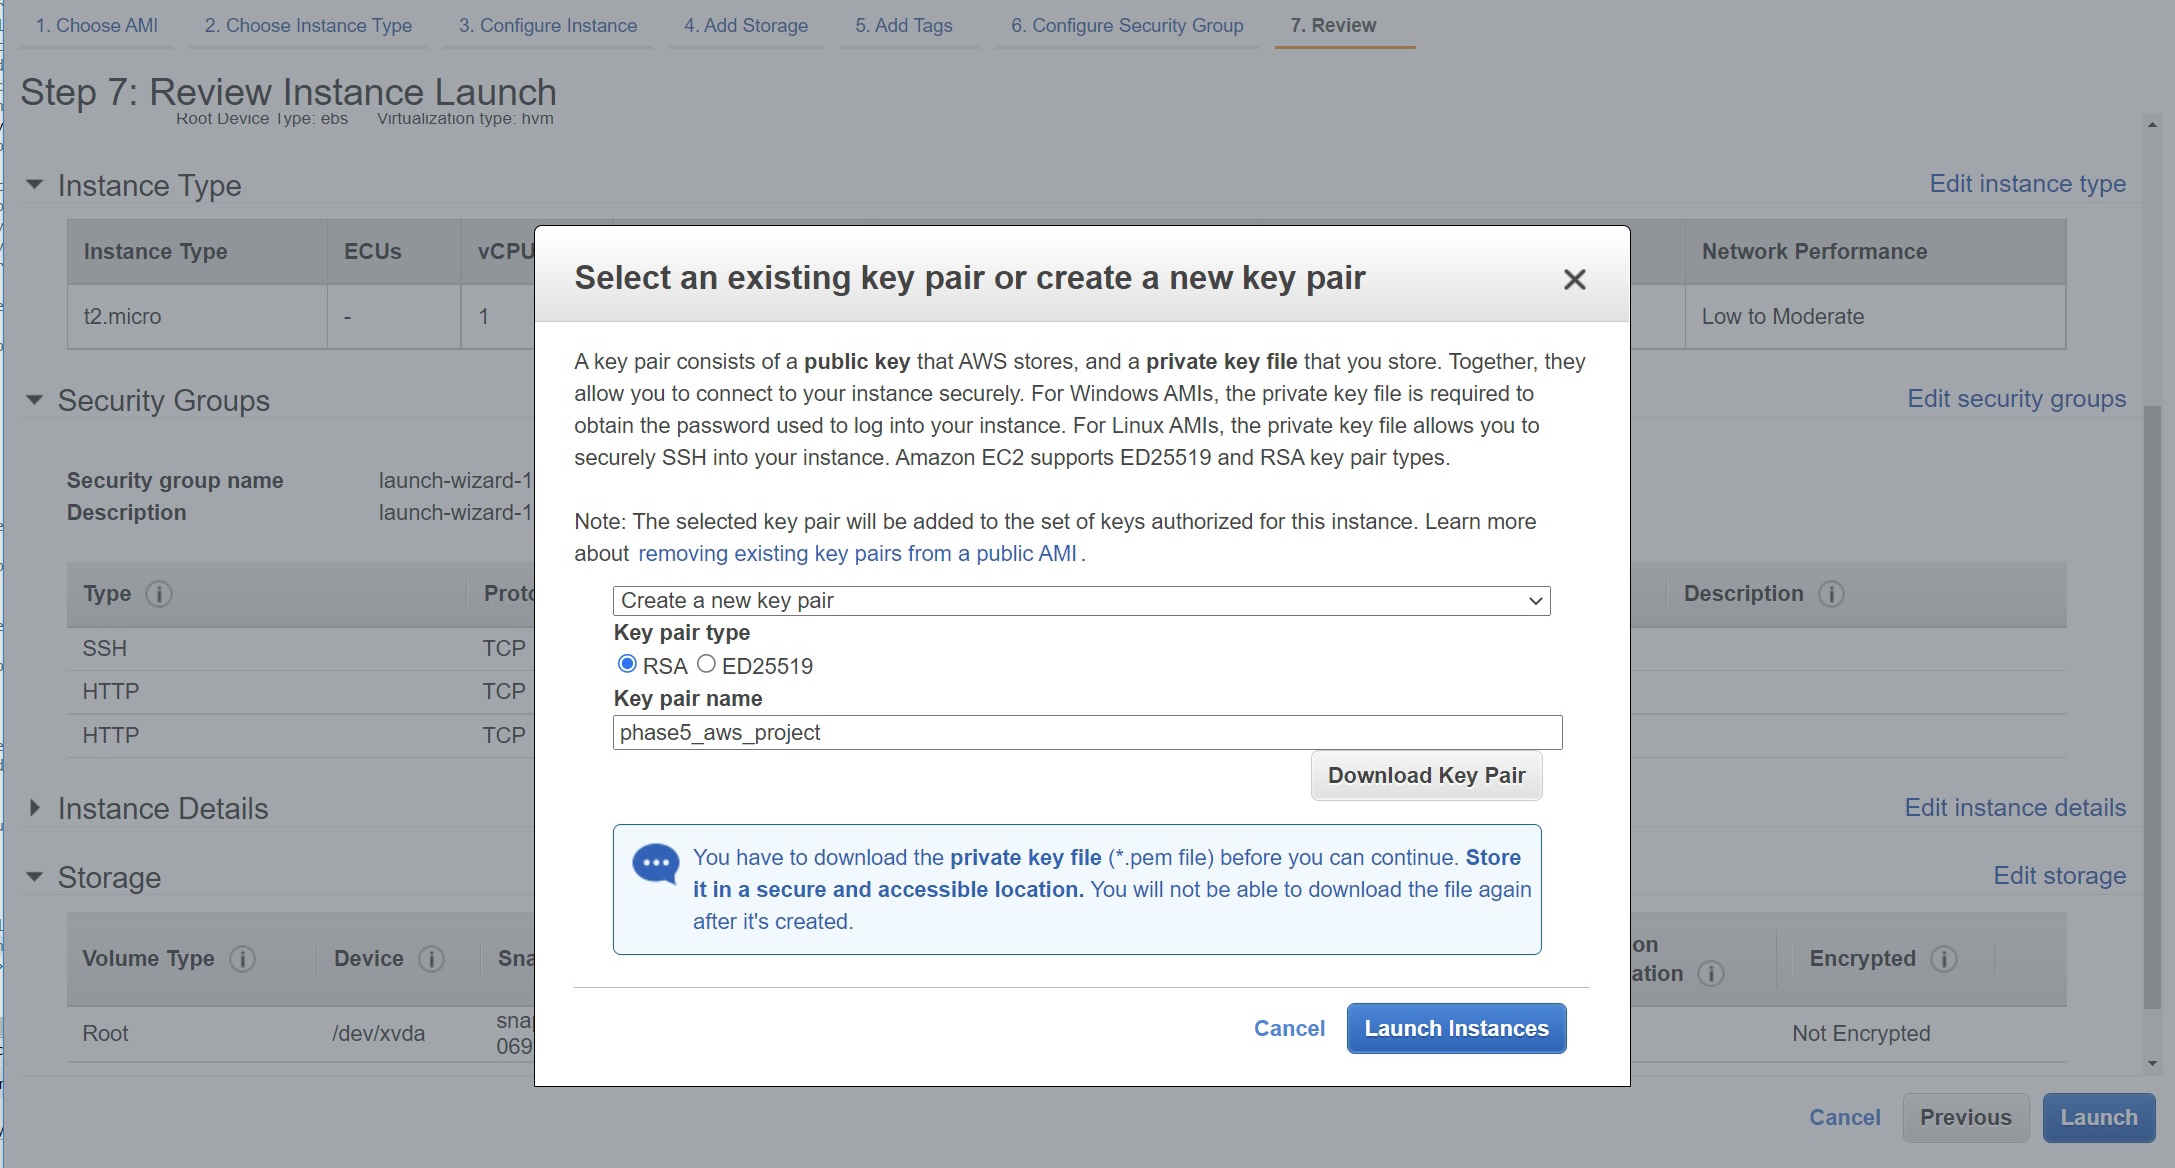 1. Choose AMI 2. Choose Instance Type 3. Configure Instance 4. Add Storage 5. Add Tags 6. Configure Security Group 7. Review
Step 7: Review Instance Launch
Root Device Type: ebs Virtualization type: hvm
Instance Type Edit instance type
Instance Type ECUs vCPU Network Performance
t2.micro - 1 Low to Moderate
Security Groups Edit security groups
Security group name launch-wizard-1
Description launch-wizard-1
Type Description
SSH TCP
HTTP TCP
HTTP TCP
Instance Details Edit instance details
Storage Edit storage
Volume Type Device Encrypted
Root /dev/xvda Not Encrypted
Select an existing key pair or create a new key pair
A key pair consists of a public key that AWS stores, and a private key file that you store. Together, they
allow you to connect to your instance securely. For Windows AMIs, the private key file is required to
obtain the password used to log into your instance. For Linux AMIs, the private key file allows you to
securely SSH into your instance. Amazon EC2 supports ED25519 and RSA key pair types.
Note: The selected key pair will be added to the set of keys authorized for this instance. Learn more
about removing existing key pairs from a public AMI .
Create a new key pair
Key pair type
RSA ED25519
Key pair name
phase5_aws_project
Download Key Pair
You have to download the private key file (*.pem file) before you can continue. Store
it in a secure and accessible location. You will not be able to download the file again
after it's created.
Cancel Launch Instances
Cancel Previous Launch